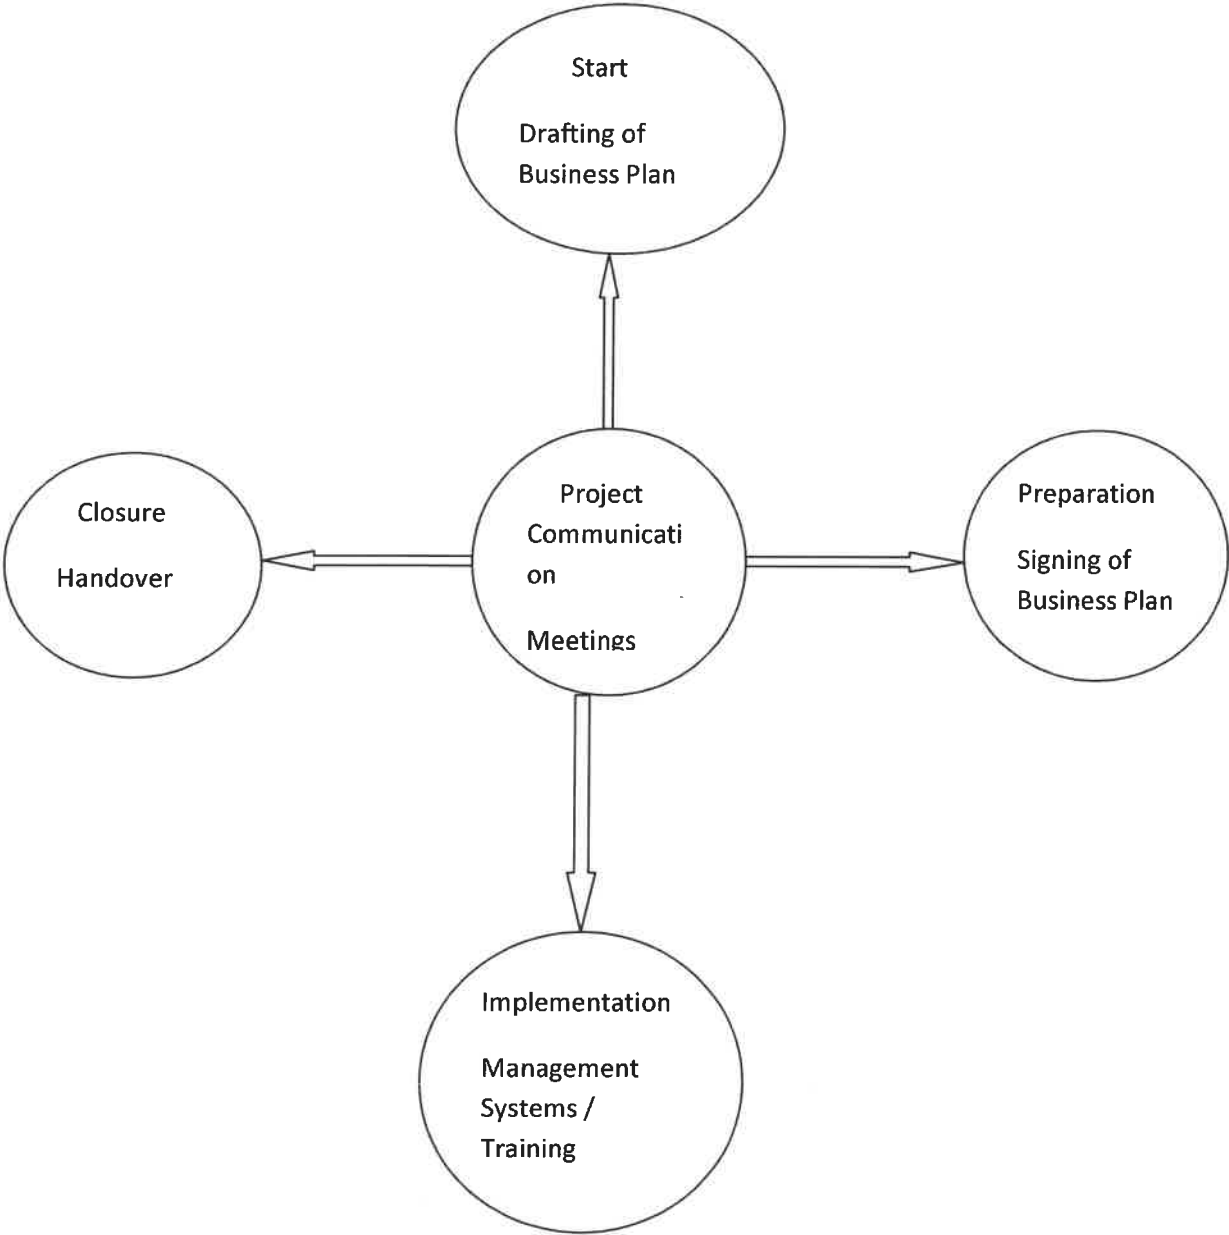 Start
Drafting of
Business Plan
Closure
Handover
Project
Communicati
on
Meetings
Preparation
Signing of
Business Plan
Implementation
Management
Systems /
Training